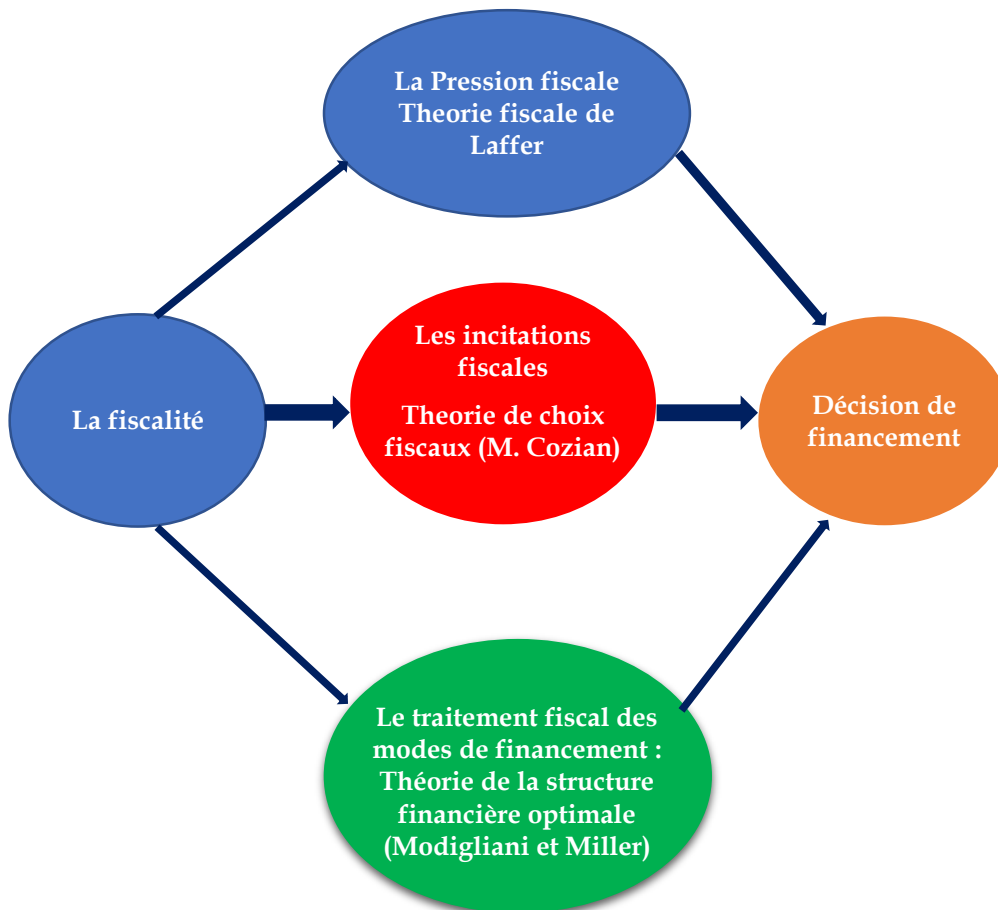 La Pression fiscale
Theorie fiscale de
Laffer
Les incitations
fiscales
Theorie de choix
fiscaux (M. Cozian)
La fiscalité
Décision de
financement
Le traitement fiscal des
modes de financement :
Théorie de la structure
financière optimale
(Modigliani et Miller)